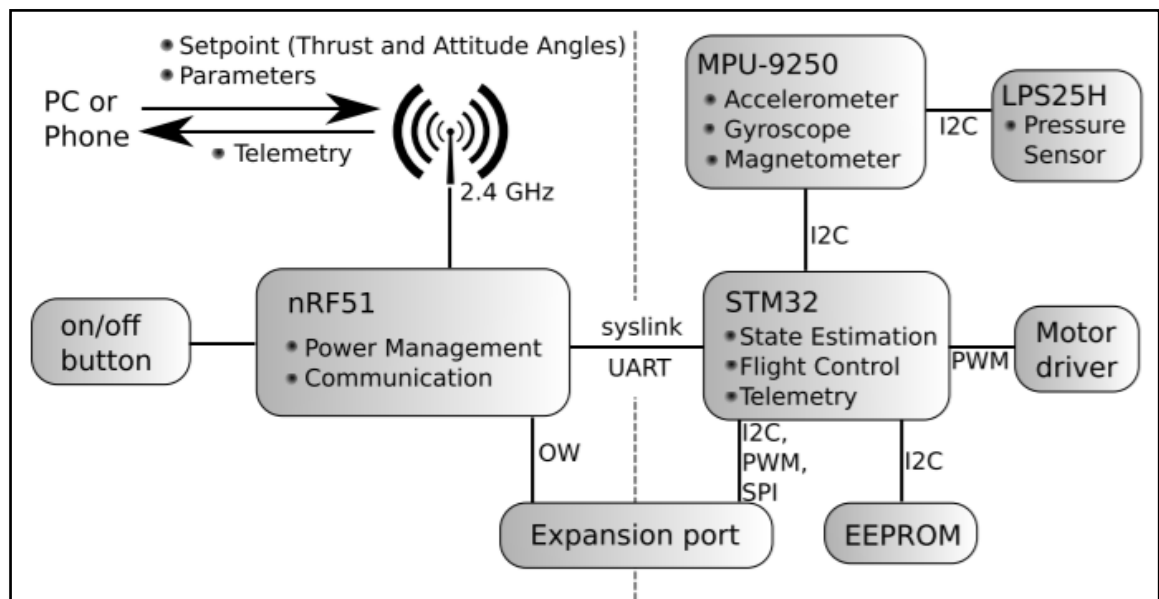 Setpoint (Thrust and Attitude Angles)
Parameters
PC or
Phone
Telemetry
2.4 GHz
MPU-9250
Accelerometer
Gyroscope
Magnetometer
I2C
LPS25H
Pressure
Sensor
I2C
on/off
button
nRF51
Power Management
Communication
syslink
UART
STM32
State Estimation
Flight Control
Telemetry
PWM
Motor
driver
OW
I2C,
PWM,
SPI
I2C
Expansion port
EEPROM